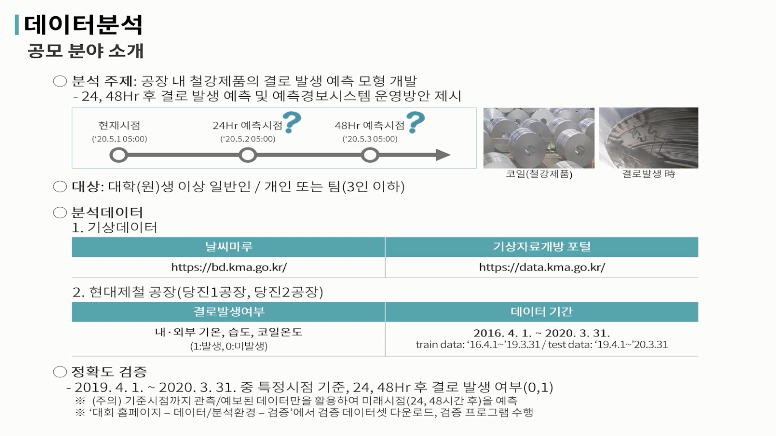 데이터분석
공모 분야 소개
○ 분석 주제: 공장 내 철강제품의 결로 발생 예측 모형 개발
- 24, 48Hr 후 결로 발생 예측 및 예측경보시스템 운영방안 제시
현재시점 24Hr 예측시점 ? 48Hr 예측시점 ?
('20.5.1 05:00) ('20.5.2 05:00) ('20.5.3 05:00)
코일(철강제품) 결로발생 時
○ 대상: 대학(원)생 이상 일반인 / 개인 또는 팀(3인 이하)
○ 분석데이터
1. 기상데이터
날씨마루 기상자료개방 포털
https://bd.kma.go.kr/ https://data.kma.go.kr/
2. 현대제철 공장(당진1공장, 당진2공장)
결로발생여부 데이터 기간
내·외부 기온, 습도, 코일온도 2016. 4. 1. ~ 2020. 3. 31.
(1:발생, 0:미발생) train data: '16.4.1~'19.3.31 / test data: '19.4.1~'20.3.31
○ 정확도 검증
- 2019. 4. 1. ~ 2020. 3. 31. 중 특정시점 기준, 24, 48Hr 후 결로 발생 여부(0,1)
※ (주의) 기준시점까지 관측/예보된 데이터만을 활용하여 미래시점(24, 48시간 후)을 예측
※ '대회 홈페이지 – 데이터/분석환경 – 검증'에서 검증 데이터셋 다운로드, 검증 프로그램 수행